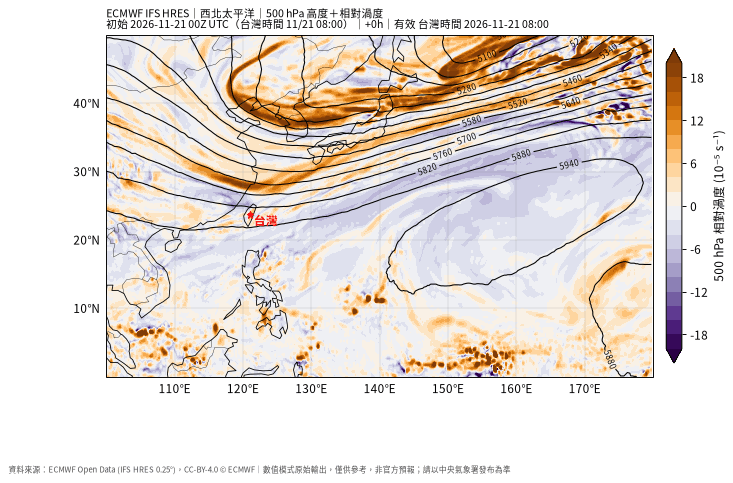 ECMWF IFS HRES｜西北太平洋｜500 hPa 高度＋相對渦度
初始 2026-11-21 00Z UTC（台灣時間 11/21 08:00）｜+0h｜有效 台灣時間 2026-11-21 08:00
5100
5340
5280
5460
5520
5640
5580
5700
5760
5880
5820
5940
5880
台灣
40°N
30°N
20°N
10°N
110°E 120°E 130°E 140°E 150°E 160°E 170°E
18
12
6
0
-6
-12
-18
500 hPa 相對渦度 (10⁻⁵ s⁻¹)
資料來源：ECMWF Open Data (IFS HRES 0.25°)，CC-BY-4.0 © ECMWF｜數值模式原始輸出，僅供參考，非官方預報；請以中央氣象署發布為準